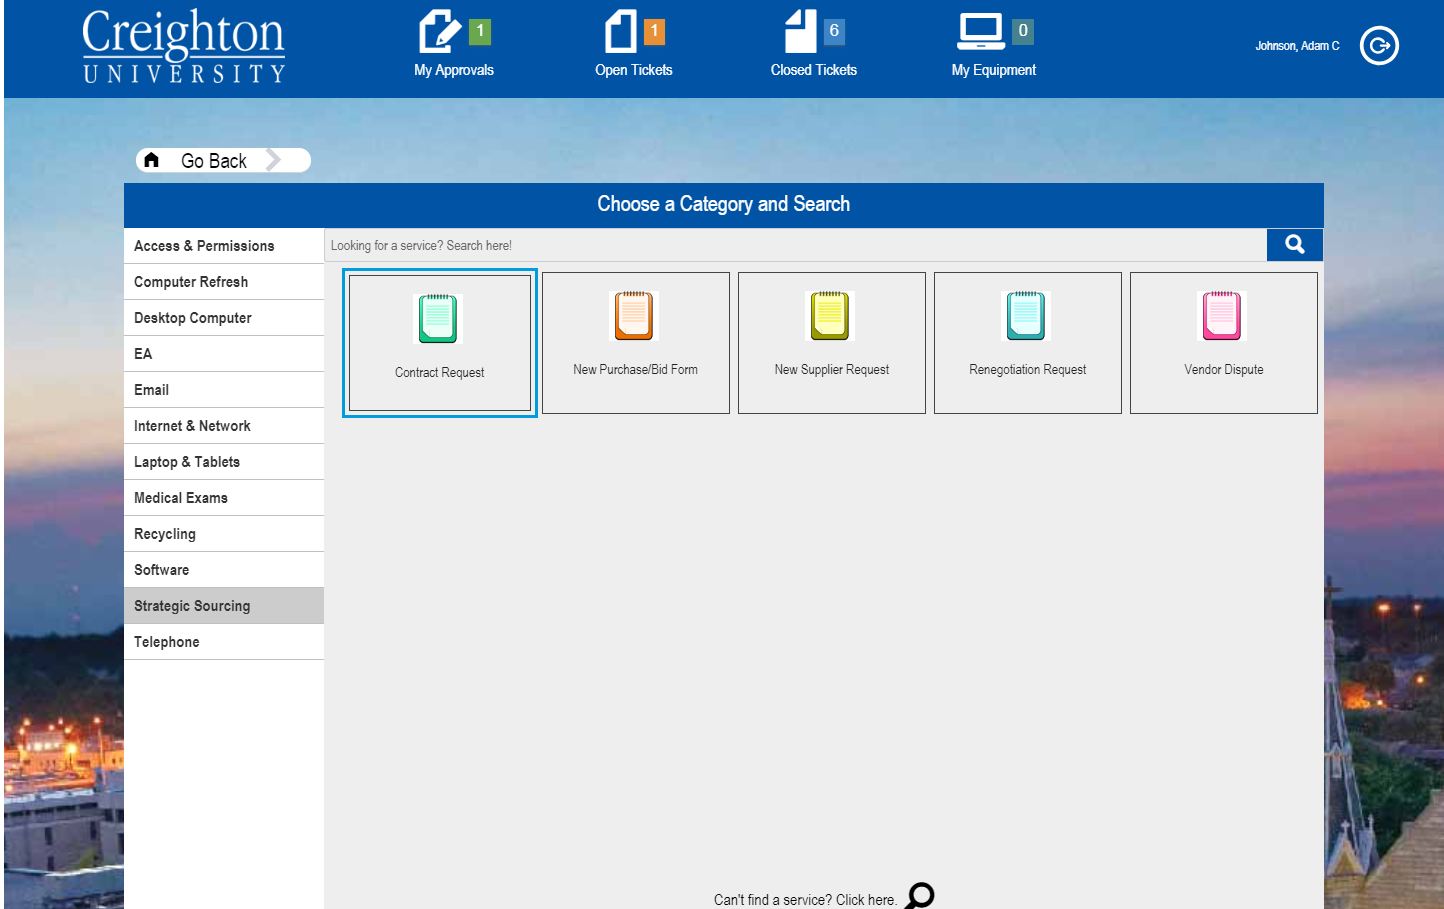 Creighton
UNIVERSITY
1
My Approvals
1
Open Tickets
6
Closed Tickets
0
My Equipment
Johnson, Adam C
Go Back
Choose a Category and Search
Access & Permissions
Computer Refresh
Desktop Computer
EA
Email
Internet & Network
Laptop & Tablets
Medical Exams
Recycling
Software
Strategic Sourcing
Telephone
Looking for a service? Search here!
Contract Request
New Purchase/Bid Form
New Supplier Request
Renegotiation Request
Vendor Dispute
Can't find a service? Click here.